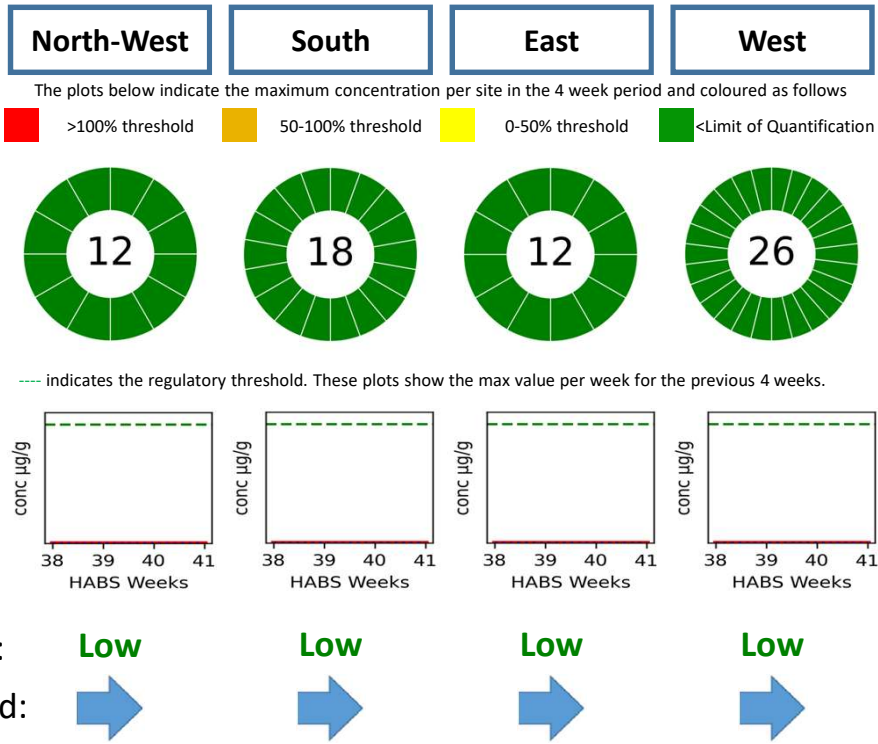 North-West South East West
The plots below indicate the maximum concentration per site in the 4 week period and coloured as follows
>100% threshold 50-100% threshold 0-50% threshold <Limit of Quantification
12 18 12 26
---- indicates the regulatory threshold. These plots show the max value per week for the previous 4 weeks.
conc µg/g conc µg/g conc µg/g conc µg/g
38 39 40 41 38 39 40 41 38 39 40 41 38 39 40 41
HABS Weeks HABS Weeks HABS Weeks HABS Weeks
: Low Low Low Low
d: